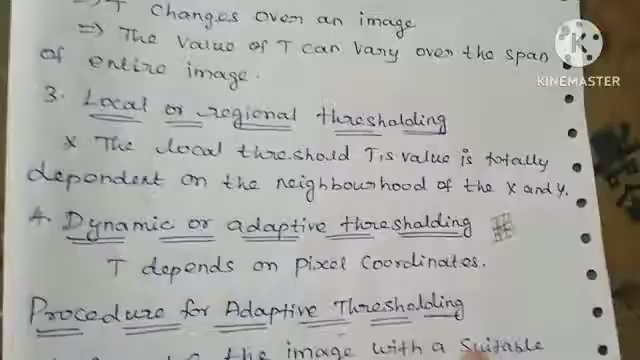 => T changes over an image
=> The value of T can vary over the span
of entire image.
3. Local or regional thresholding
x The local threshould T is value is totally
dependent on the neighbourhood of the x and y.
4. Dynamic or adaptive thresholding
T depends on pixel coordinates.
Procedure for Adaptive Thresholding
the image with a suitable
KINEMASTER